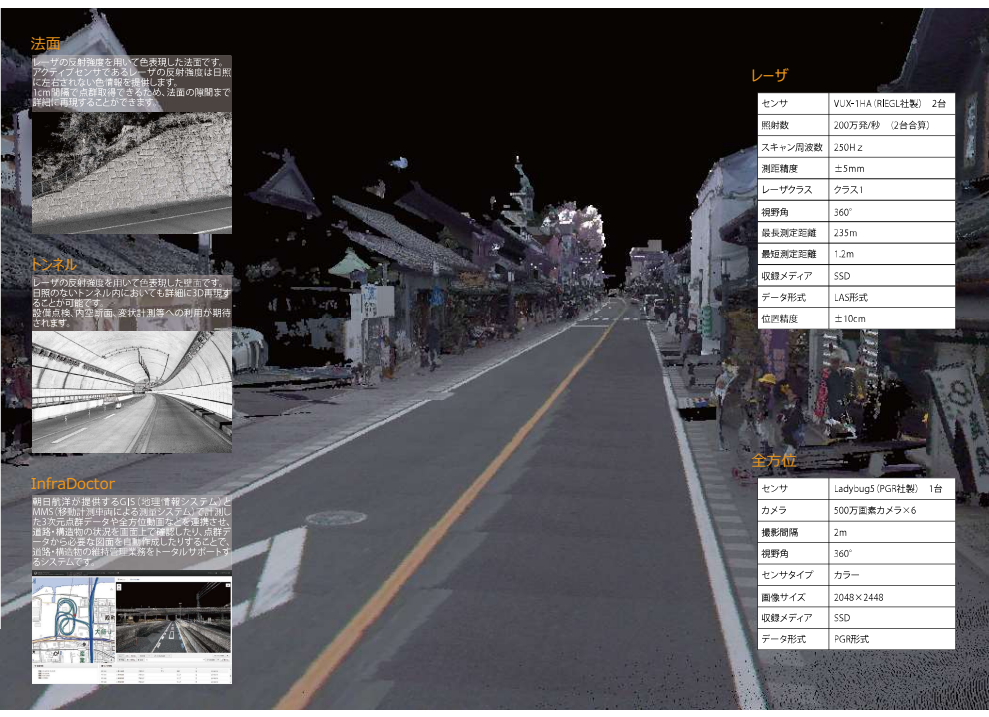 法面
レーザの反射強度を用いて色表現した法面です。
アクティブセンサであるレーザの反射強度は日照
に左右されない色情報を提供します。
1cm間隔で点群取得できるため、法面の隙間まで
詳細に再現することができます。
トンネル
レーザの反射強度を用いて色表現した壁面です。
日照のないトンネル内においても詳細に3D再現す
ることが可能です。
設備点検、内空断面、変状計測等への利用が期待
されます。
InfraDoctor
朝日航洋が提供するGIS（地理情報システム）と
MMS（移動計測車両による測量システム）で計測し
た3次元点群データや全方位動画などを連携させ、
道路・構造物の状況を画面上で確認したり、点群デ
ータから必要な図面を自動作成したりすることで、
道路・構造物の維持管理業務をトータルサポートす
るシステムです。
レーザ
センサ VUX-1HA（RIEGL社製） 2台
照射数 200万発/秒 （2台合算）
スキャン周波数 250Hｚ
測距精度 ±5mm
レーザクラス クラス1
視野角 360°
最長測定距離 235m
最短測定距離 1.2m
収録メディア SSD
データ形式 LAS形式
位置精度 ±10cm
全方位
センサ Ladybug5（PGR社製） 1台
カメラ 500万画素カメラ×6
撮影間隔 2m
視野角 360°
センサタイプ カラー
画像サイズ 2048×2448
収録メディア SSD
データ形式 PGR形式